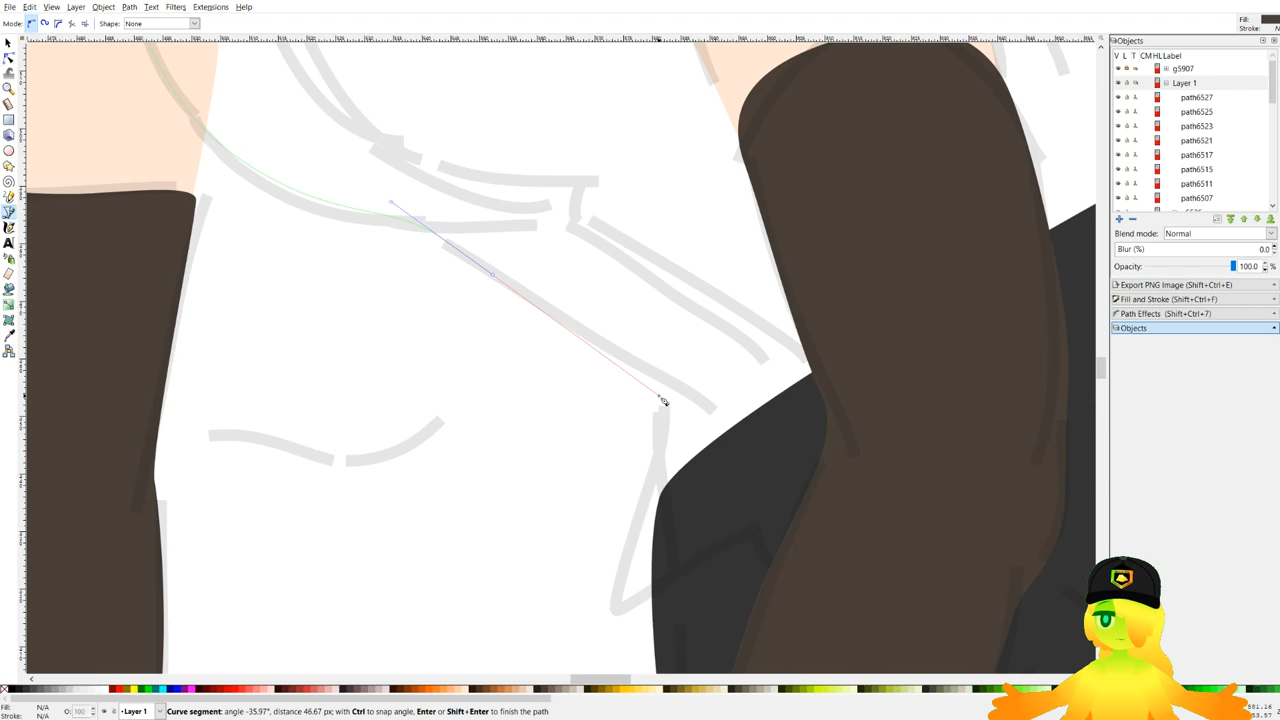 File Edit View Layer Object Path Text Filters Extensions Help
Mode: Shape: None
Fill:
Stroke:
Objects
V L T CM HL Label
g5907
Layer 1
path6527
path6525
path6523
path6521
path6517
path6515
path6511
path6507
Blend mode: Normal
Blur (%) 0.0
Opacity: 100.0 %
Export PNG Image (Shift+Ctrl+E)
Fill and Stroke (Shift+Ctrl+F)
Path Effects (Shift+Ctrl+7)
Objects
Fill: N/A
Stroke: N/A
O: 100
Layer 1
Curve segment: angle -35.97°, distance 46.67 px; with Ctrl to snap angle, Enter or Shift+Enter to finish the path